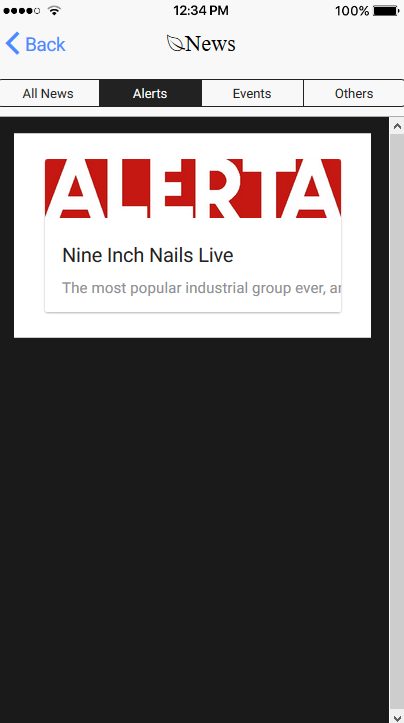 12:34 PM
100%
Back
News
All News
Alerts
Events
Others
ALERTA
Nine Inch Nails Live
The most popular industrial group ever,